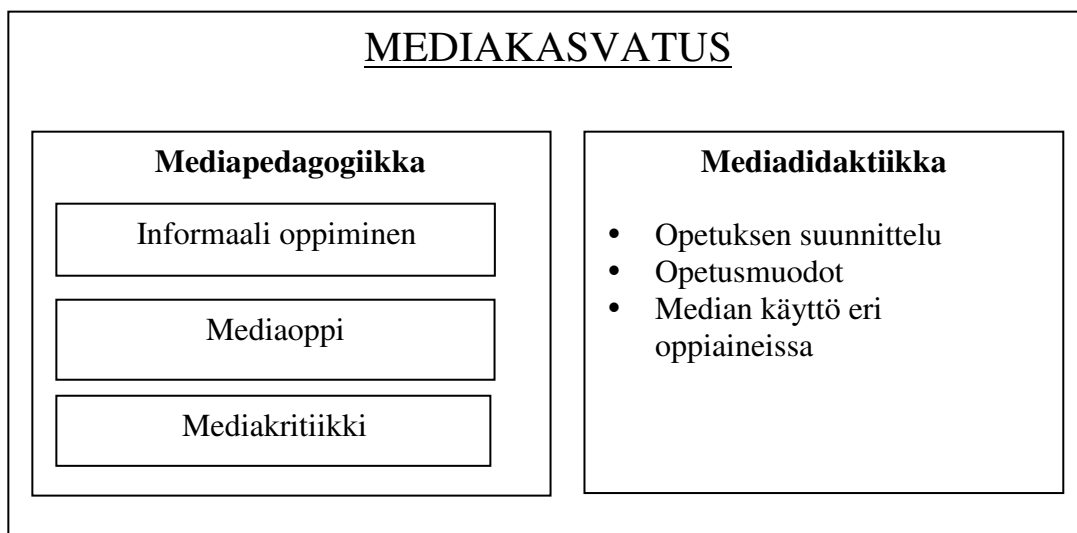 MEDIAKASVATUS
Mediapedagogiikka
Informaali oppiminen
Mediaoppi
Mediakritiikki
Mediadidaktiikka
• Opetuksen suunnittelu
• Opetusmuodot
• Median käyttö eri
oppiaineissa